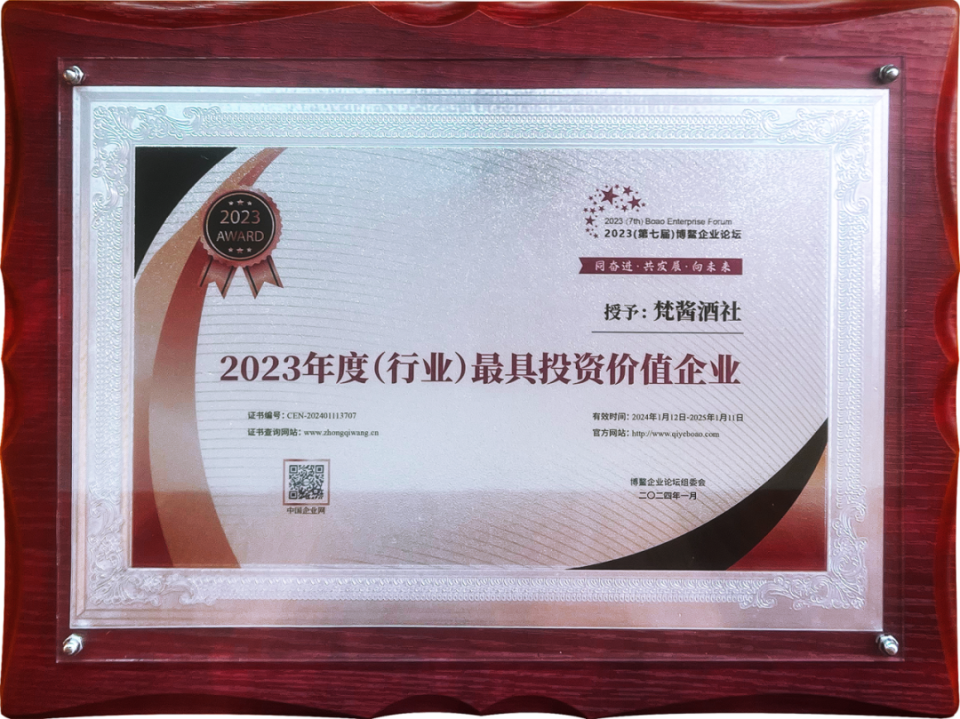 2023
AWARD
2023 (7th) Boao Enterprise Forum
2023(第七届)博鳌企业论坛
同奋进·共发展·向未来
授予：梵酱酒社
2023年度(行业)最具投资价值企业
证书编号：CEN-202401113707
证书查询网站：www.zhongqiwang.cn
有效时间：2024年1月12日-2025年1月11日
官方网站：http://www.qiyeboao.com
中国企业网
博鳌企业论坛组委会
二〇二四年一月